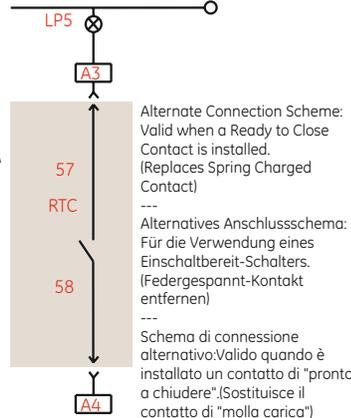 LP5
A3
57
RTC
58
A4
Alternate Connection Scheme:
Valid when a Ready to Close
Contact is installed.
(Replaces Spring Charged
Contact)
---
Alternatives Anschlussschema:
Für die Verwendung eines
Einschaltbereit-Schalters.
(Federgespannt-Kontakt
entfernen)
---
Schema di connessione
alternativo:Valido quando è
installato un contatto di "pronto
a chiudere".(Sostituisce il
contatto di "molla carica")